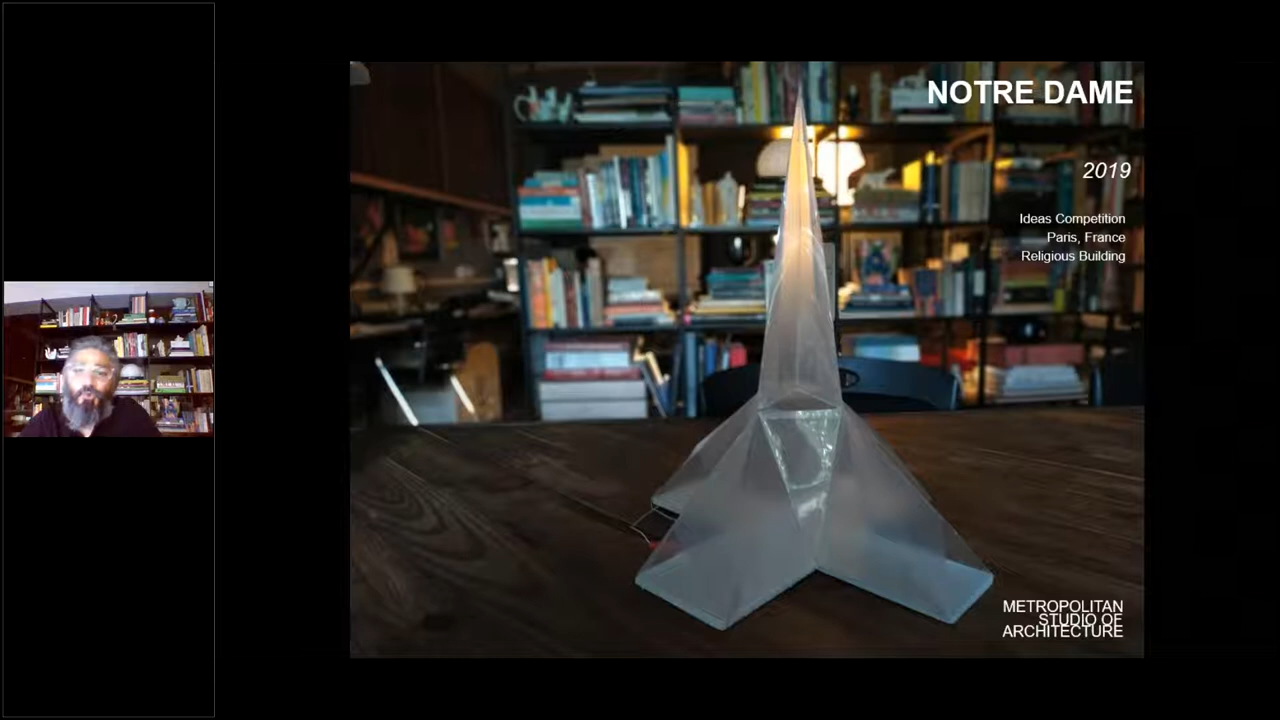 NOTRE DAME
2019
Ideas Competition
Paris, France
Religious Building
METROPOLITAN
STUDIO OF
ARCHITECTURE